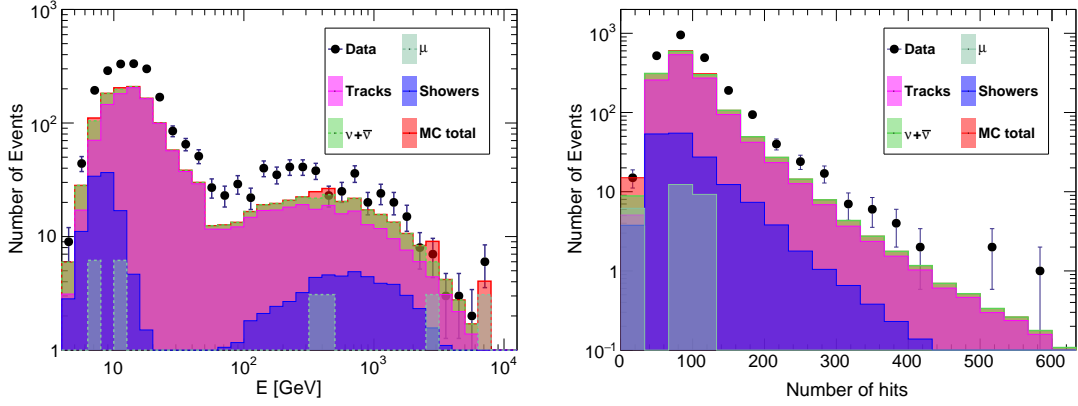 Number of Events
10³
10²
10
1
10
10²
10³
10⁴
E [GeV]
Data
μ
Tracks
Showers
ν+ν̅
MC total
Number of Events
10³
10²
10
1
10⁻¹
0
100
200
300
400
500
600
Number of hits
Data
μ
Tracks
Showers
ν+ν̅
MC total